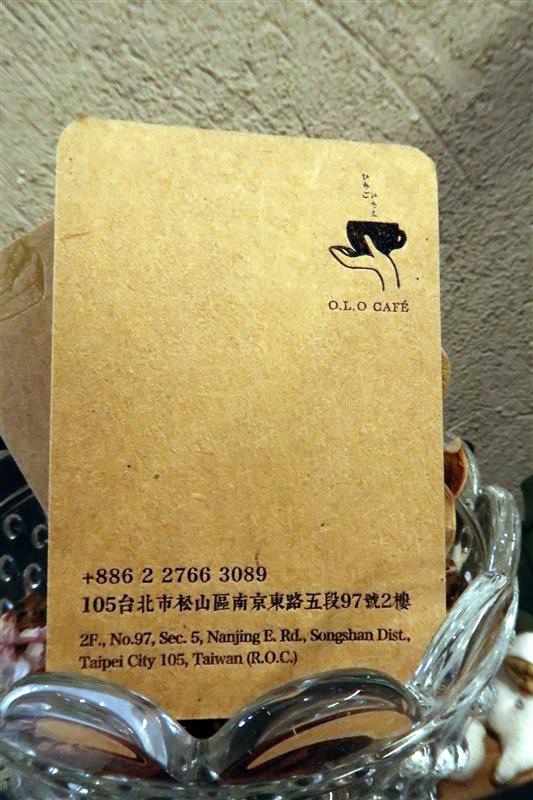 O.L.O CAFÉ
+886 2 2766 3089
105台北市松山區南京東路五段97號2樓
2F., No.97, Sec. 5, Nanjing E. Rd., Songshan Dist.,
Taipei City 105, Taiwan (R.O.C.)